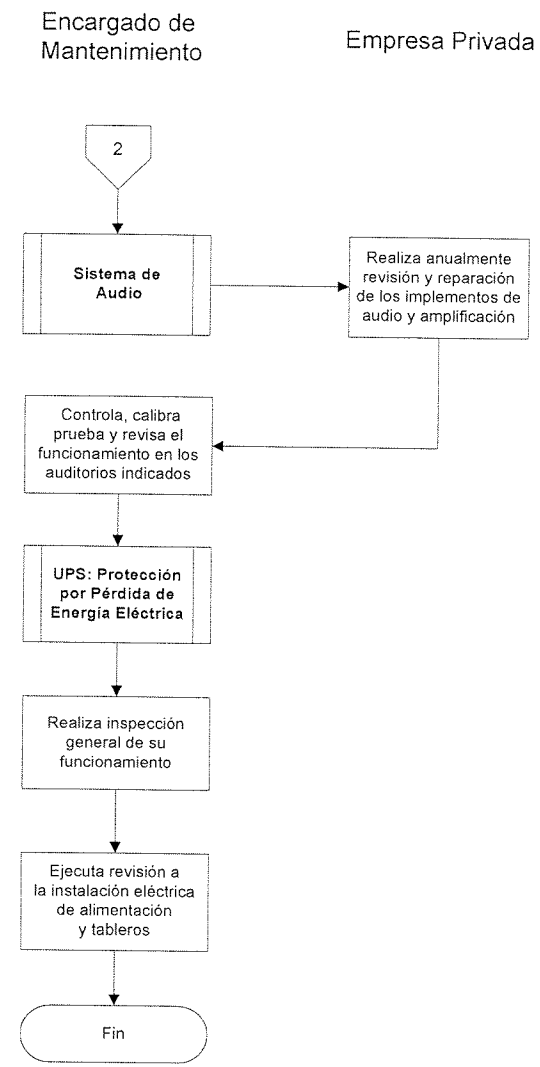 Encargado de
Mantenimiento
Empresa Privada
2
Sistema de
Audio
Realiza anualmente
revisión y reparación
de los implementos de
audio y amplificación
Controla, calibra
prueba y revisa el
funcionamiento en los
auditorios indicados
UPS: Protección
por Pérdida de
Energía Eléctrica
Realiza inspección
general de su
funcionamiento
Ejecuta revisión a
la instalación eléctrica
de alimentación
y tableros
Fin